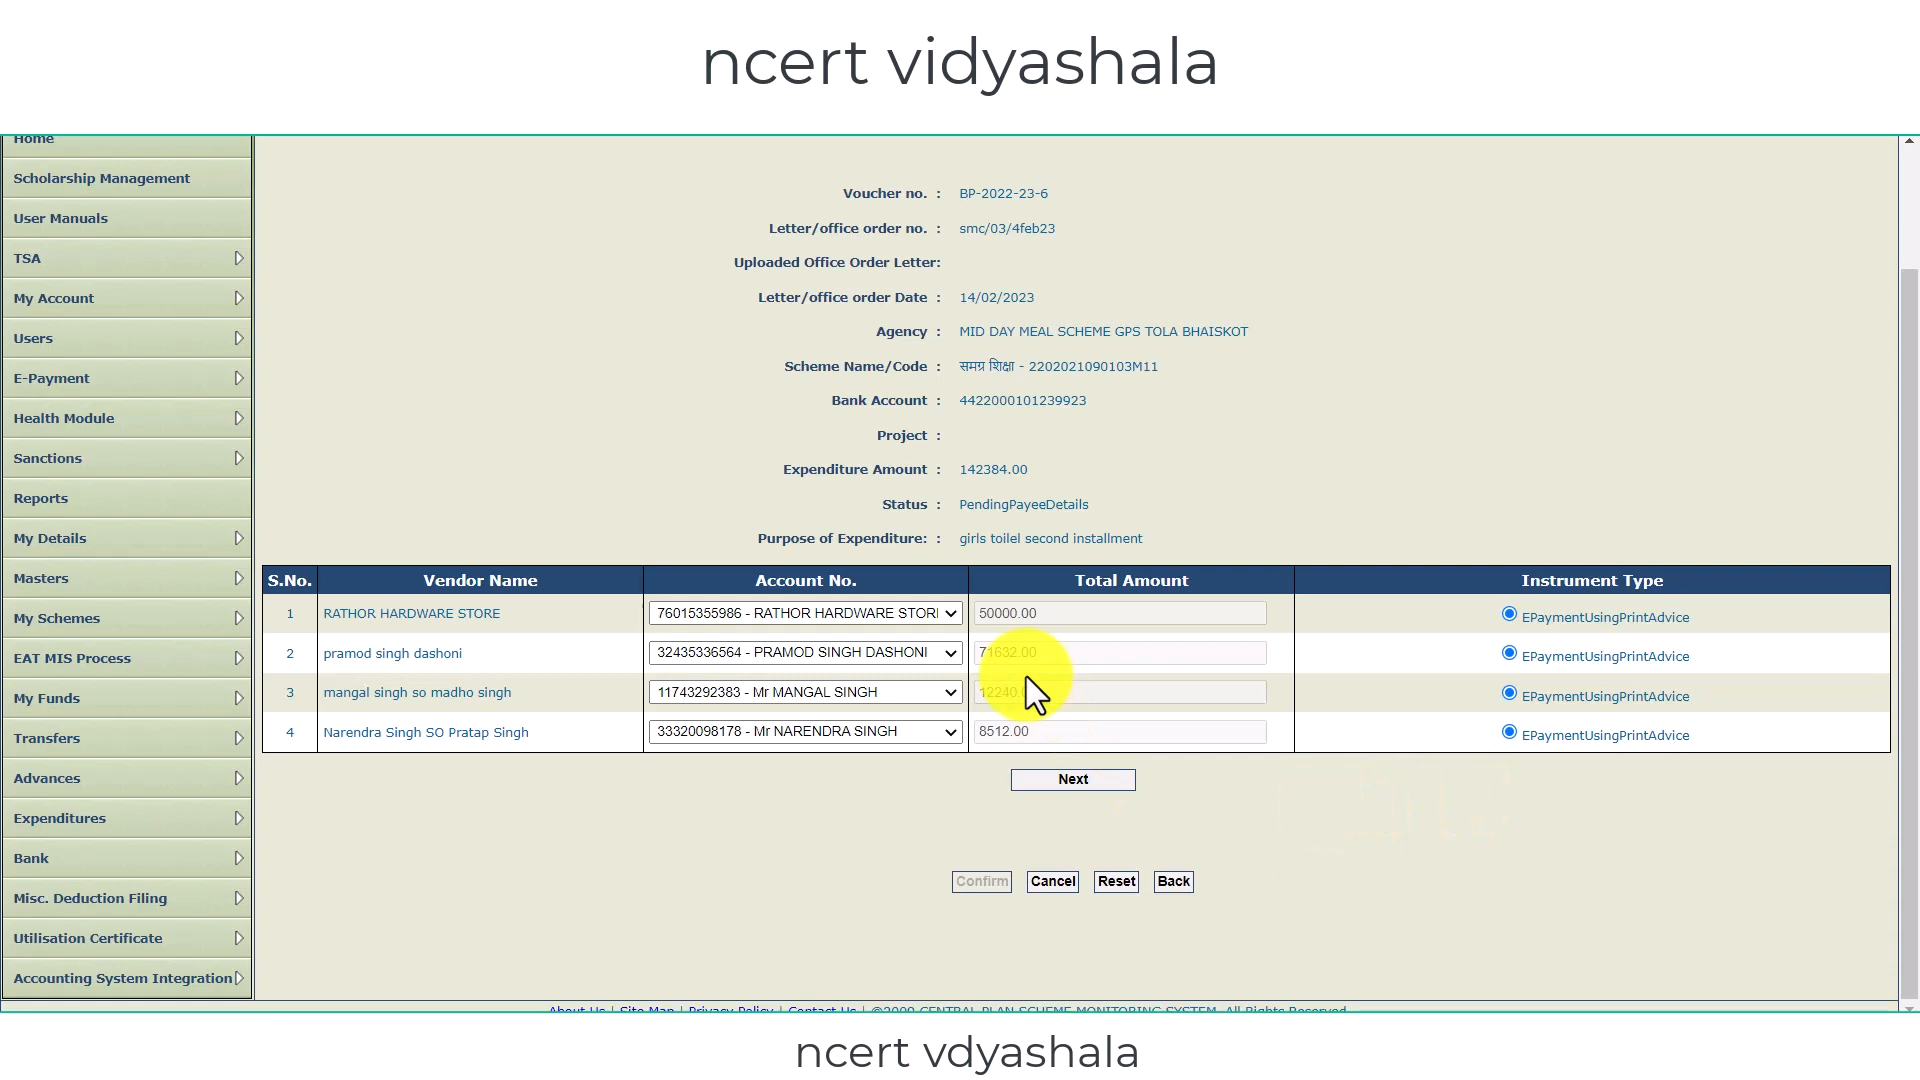 ncert vidyashala
Home
Scholarship Management
User Manuals
TSA
My Account
Users
E-Payment
Health Module
Sanctions
Reports
My Details
Masters
My Schemes
EAT MIS Process
My Funds
Transfers
Advances
Expenditures
Bank
Misc. Deduction Filing
Utilisation Certificate
Accounting System Integration
Voucher no. : BP-2022-23-6
Letter/office order no. : smc/03/4feb23
Uploaded Office Order Letter:
Letter/office order Date : 14/02/2023
Agency : MID DAY MEAL SCHEME GPS TOLA BHAISKOT
Scheme Name/Code : समग्र शिक्षा - 2202021090103M11
Bank Account : 4422000101239923
Project :
Expenditure Amount : 142384.00
Status : PendingPayeeDetails
Purpose of Expenditure: : girls toilel second installment
S.No. Vendor Name Account No. Total Amount Instrument Type
1 RATHOR HARDWARE STORE 76015355986 - RATHOR HARDWARE STORI 50000.00 EPaymentUsingPrintAdvice
2 pramod singh dashoni 32435336564 - PRAMOD SINGH DASHONI 71632.00 EPaymentUsingPrintAdvice
3 mangal singh so madho singh 11743292383 - Mr MANGAL SINGH 12240.0 EPaymentUsingPrintAdvice
4 Narendra Singh SO Pratap Singh 33320098178 - Mr NARENDRA SINGH 8512.00 EPaymentUsingPrintAdvice
Next
Confirm Cancel Reset Back
About Us | Site Map | Privacy Policy | Contact Us | ©2009 CENTRAL PLAN SCHEME MONITORING SYSTEM. All Rights Reserved
ncert vdyashala